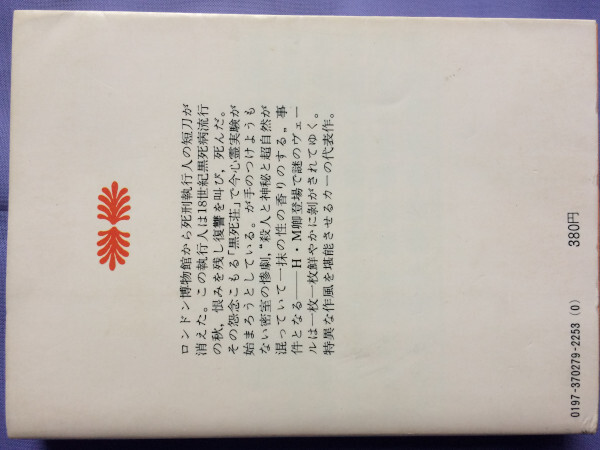 ロンドン博物館から死刑執行人の短刀が
消えた。この執行人は18世紀黒死病流行
の秋，恨みを残し復讐を叫び，死んだ。
その怨念こもる「黒死荘」で今心霊実験が
始まろうとしている。が手のつけようも
ない密室の惨劇，“殺人と神秘と超自然が
混っていて一抹の性の香りのする”事
件となる──H・M卿登場で謎のヴェー
ルは一枚一枚鮮やかに剥がされてゆく。
特異な作風を堪能させるカーの代表作。
380円
0197-370279-2253（0）